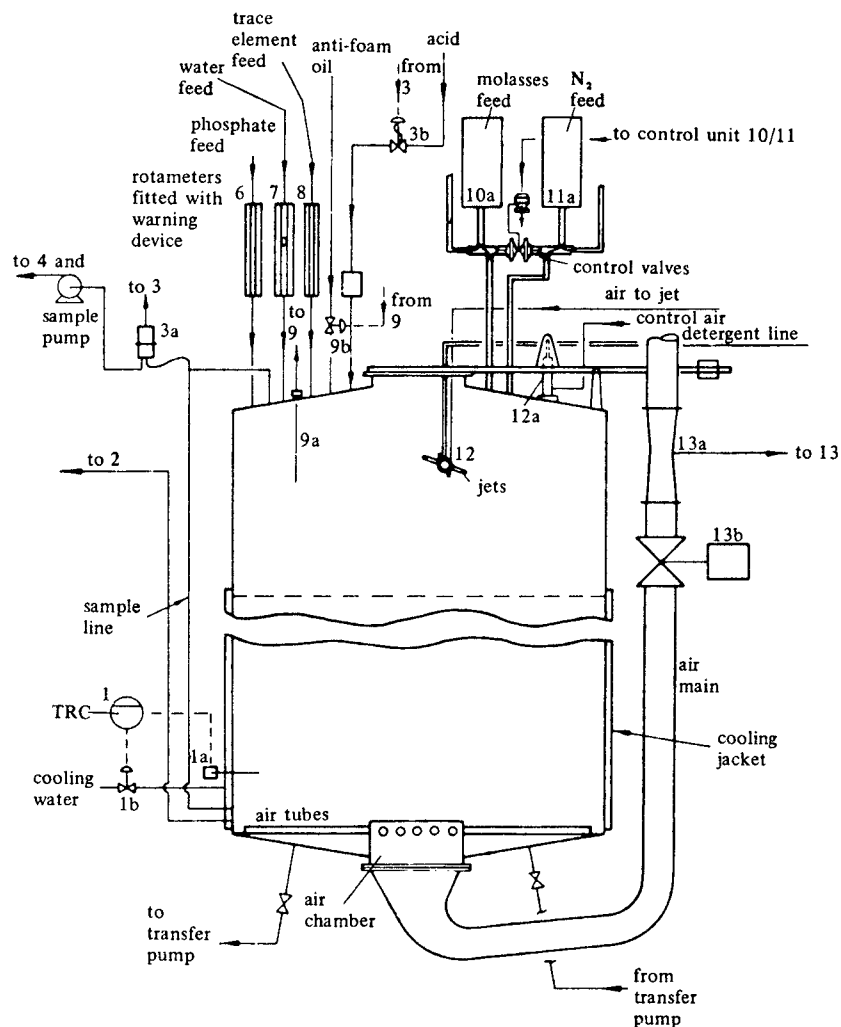 trace
element
feed
water
feed
phosphate
feed
anti-foam
oil
from
3
acid
3b
molasses
feed
N₂
feed
to control unit 10/11
10a
11a
rotameters
fitted with
warning
device
6
7
8
to 4 and
sample
pump
to 3
3a
to
9
from
9
9b
control valves
air to jet
control air
detergent line
12a
9a
12
jets
13a
to 13
13b
to 2
sample
line
air
main
1
TRC
1a
cooling
water
1b
cooling
jacket
air tubes
air
chamber
to
transfer
pump
from
transfer
pump